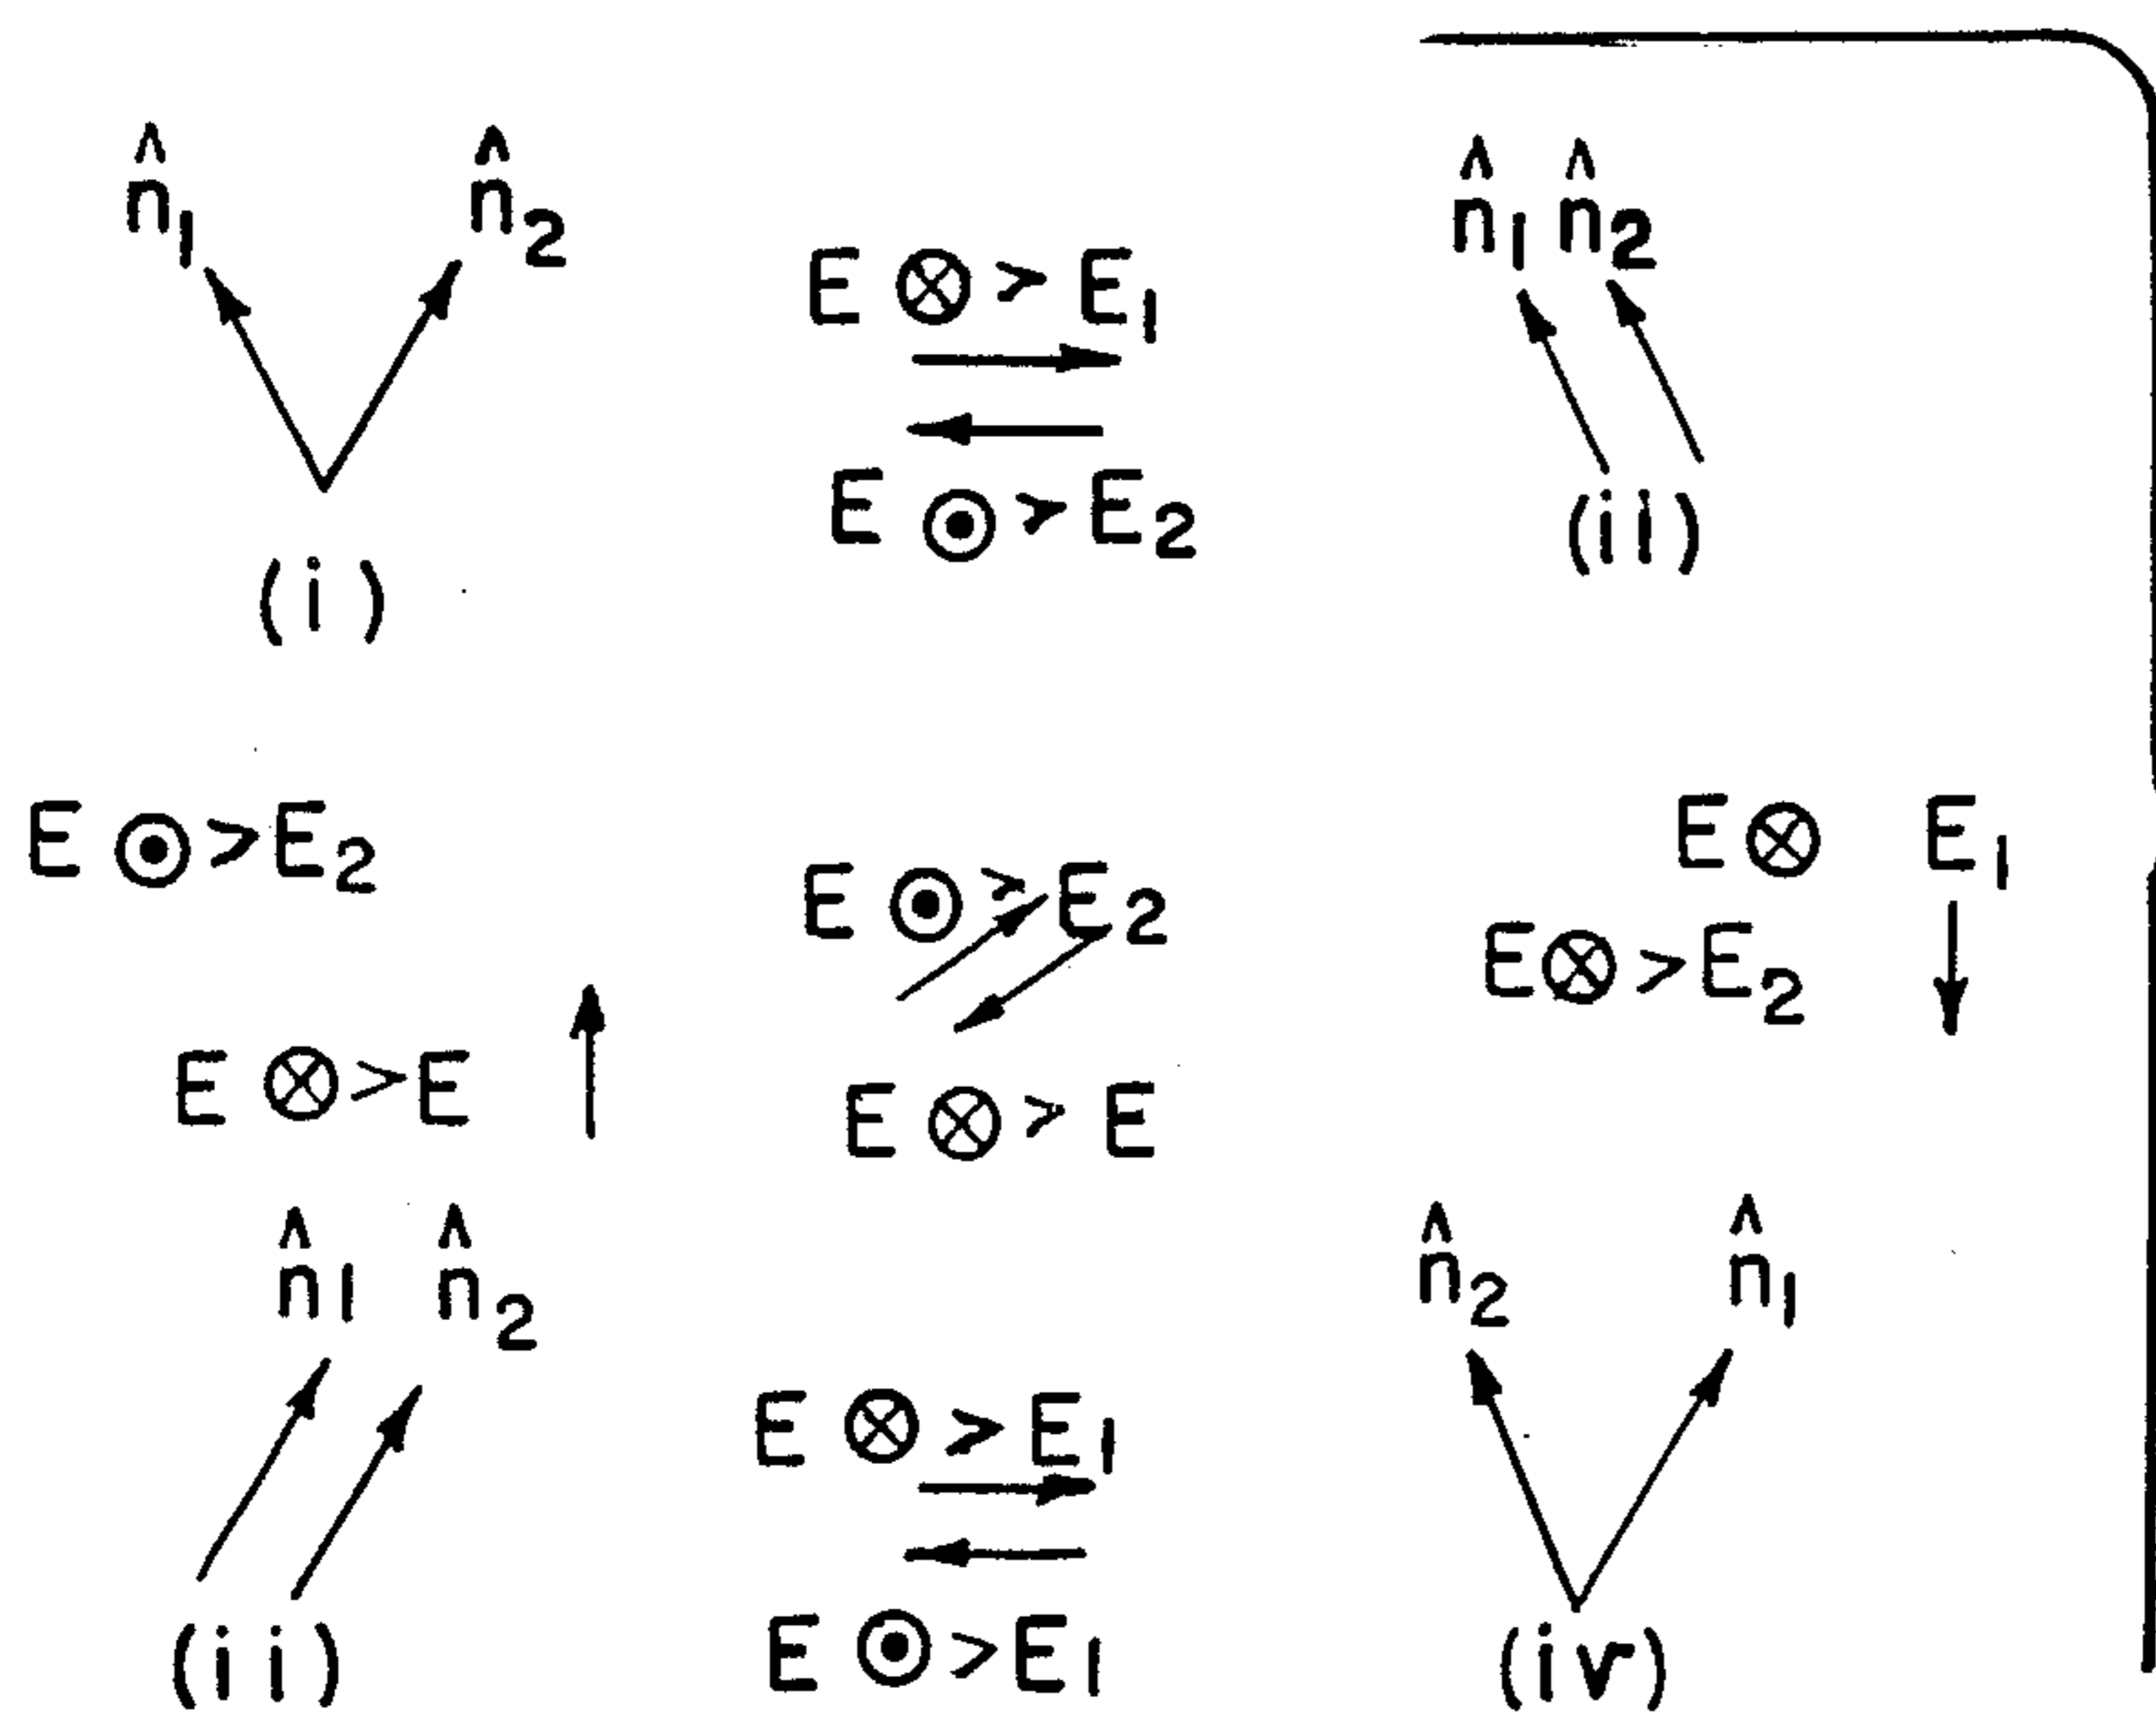 n̂₁ n̂₂
E ⊗ > E₁
E ⊙ > E₂
n̂₁ n̂₂
(i)
(ii)
E ⊙ > E₂
E ⊗ > E
E ⊙ > E₂
E ⊗ > E
E ⊗ E₁
E ⊗ > E₂
n̂1 n̂₂
(ii)
E ⊗ > E₁
E ⊙ > E₁
n̂₂ n̂₁
(iv)